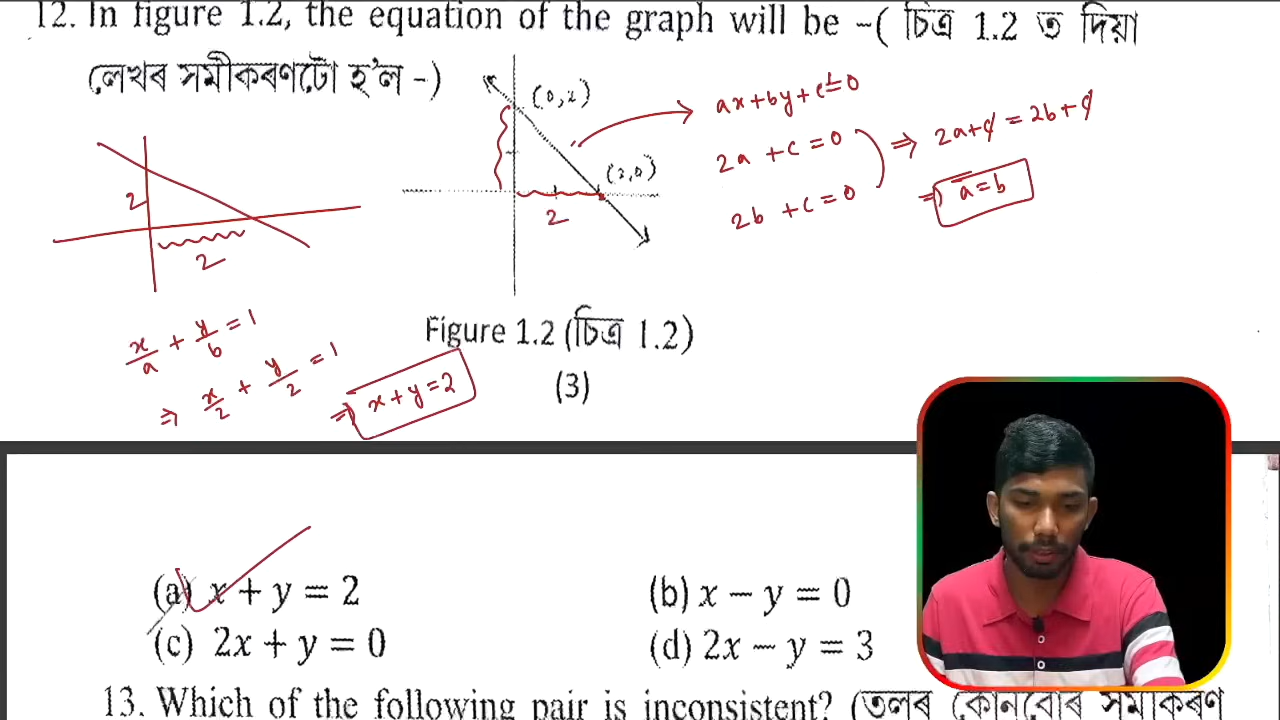 12. In figure 1.2, the equation of the graph will be -( চিত্ৰ 1.2 ত দিয়া
লেখৰ সমীকৰণটো হ'ল -)
(0,2)
(2,0)
2
2
2
ax+by+c=0
2a +c=0
2b +c=0
⇒ 2a+c = 2b+c
⇒ a=b
x/a + y/b = 1
⇒ x/2 + y/2 = 1
⇒ x+y=2
Figure 1.2 (চিত্ৰ 1.2)
(3)
(a) x + y = 2
(b) x − y = 0
(c) 2x + y = 0
(d) 2x − y = 3
13. Which of the following pair is inconsistent? (তলৰ কোনবোৰ সমীকৰণ